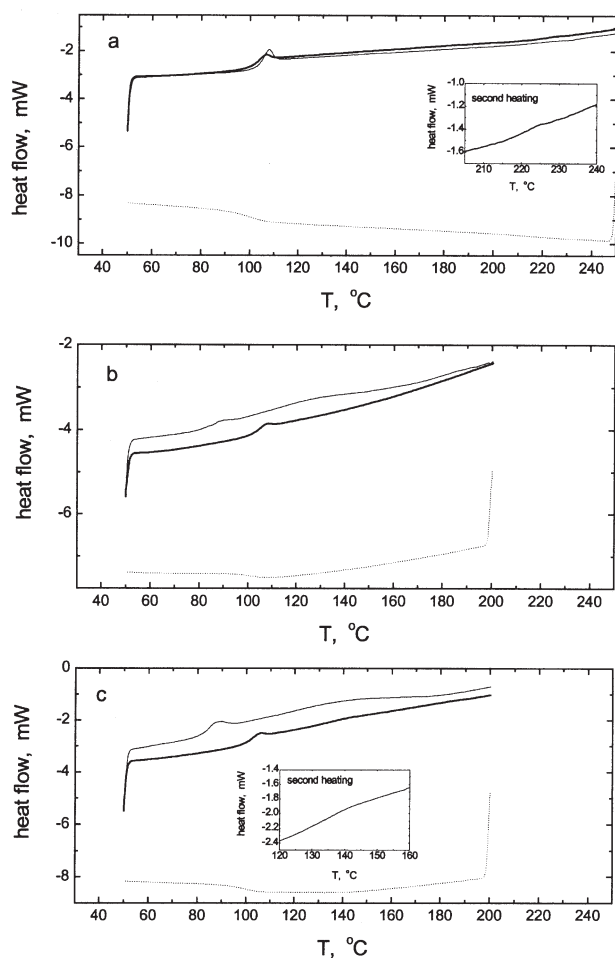 a
-2
-4
-6
-8
-10
heat flow, mW
40 60 80 100 120 140 160 180 200 220 240
T, °C
second heating
-1.0
-1.2
-1.4
-1.6
heat flow, mW
210 220 230 240
T, °C
b
-2
-4
-6
heat flow, mW
40 60 80 100 120 140 160 180 200 220 240
T, °C
c
0
-2
-4
-6
-8
heat flow, mW
40 60 80 100 120 140 160 180 200 220 240
T, °C
second heating
-1.4
-1.6
-1.8
-2.0
-2.2
-2.4
heat flow, mW
120 130 140 150 160
T, °C